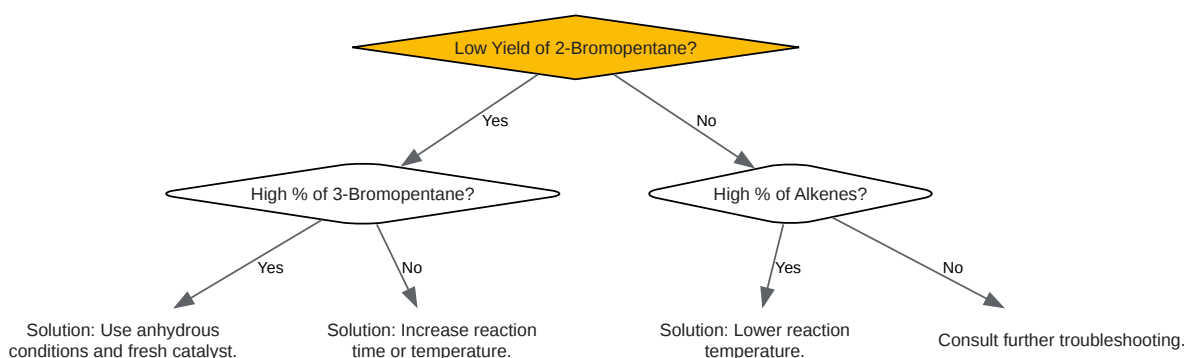 Low Yield of 2-Bromopentane?
Yes
No
High % of 3-Bromopentane?
High % of Alkenes?
Yes
No
Yes
No
Solution: Use anhydrous
conditions and fresh catalyst.
Solution: Increase reaction
time or temperature.
Solution: Lower reaction
temperature.
Consult further troubleshooting.